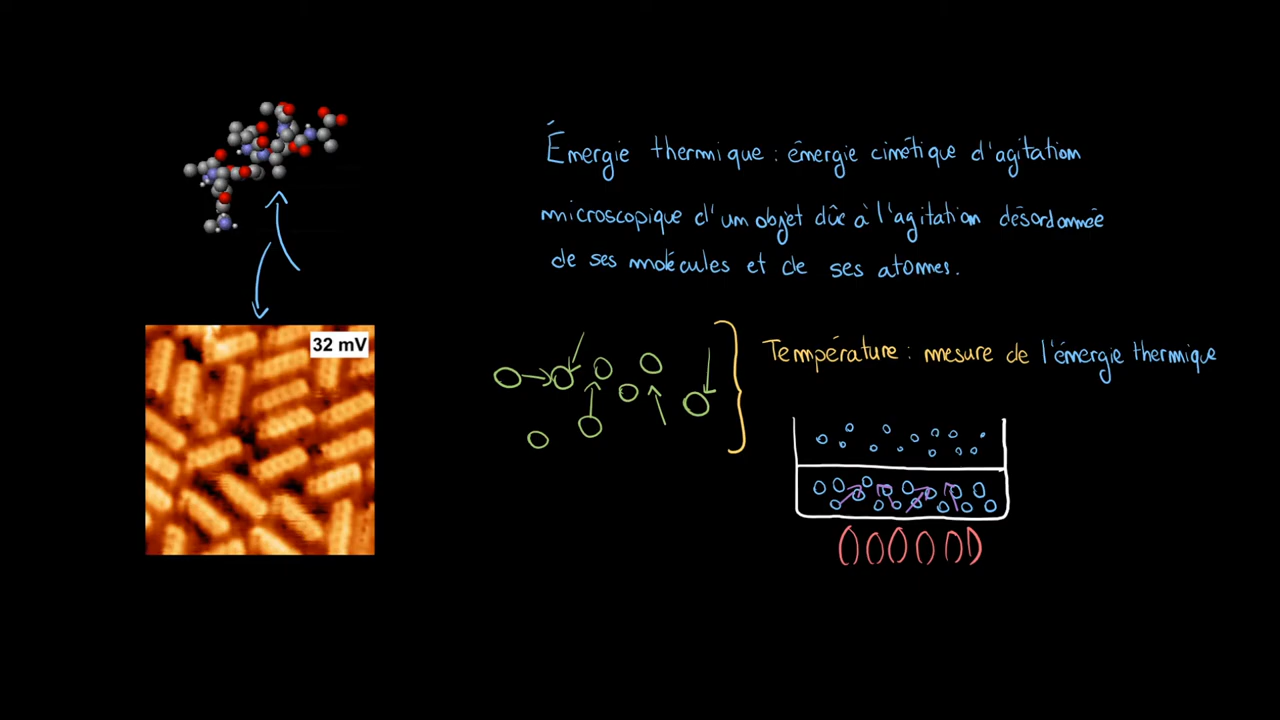 Énergie thermique : énergie cinétique d'agitation
microscopique d'un objet dûe à l'agitation désordonnée
de ses molécules et de ses atomes.
32 mV
Température : mesure de l'énergie thermique